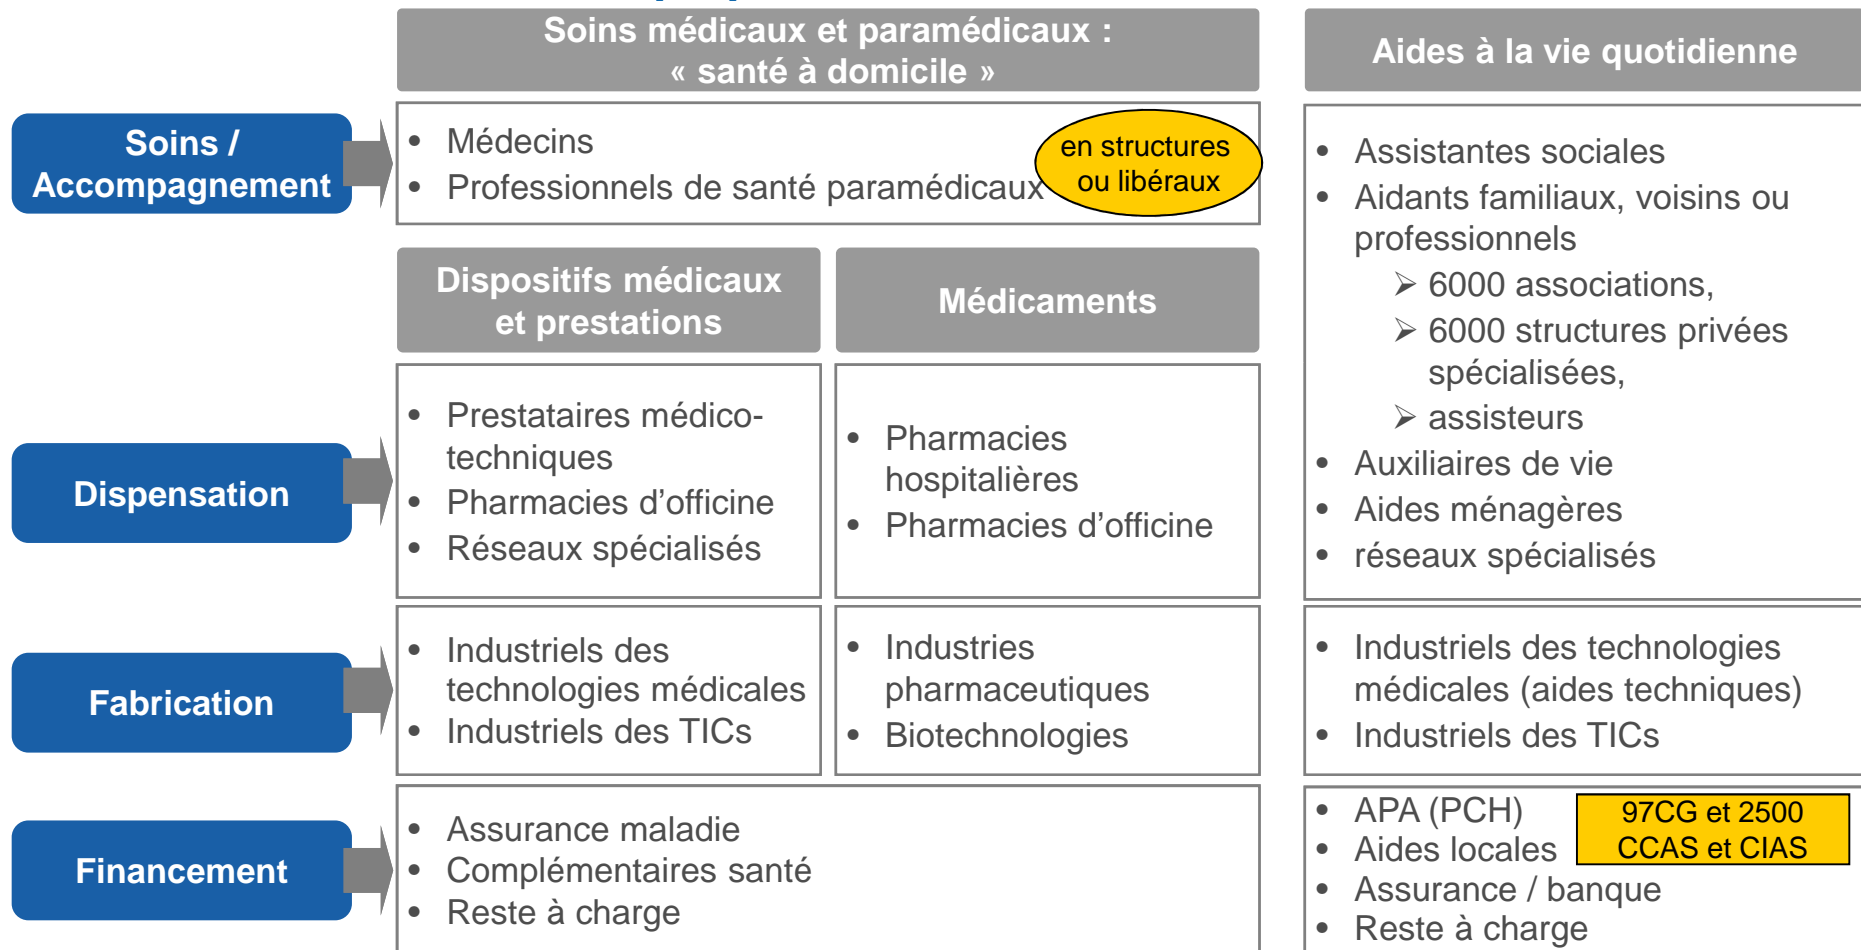 Soins médicaux et paramédicaux :
« santé à domicile »
Aides à la vie quotidienne
Soins /
Accompagnement
• Médecins
• Professionnels de santé paramédicaux
en structures
ou libéraux
• Assistantes sociales
• Aidants familiaux, voisins ou
professionnels
➢ 6000 associations,
➢ 6000 structures privées
spécialisées,
➢ assisteurs
• Auxiliaires de vie
• Aides ménagères
• réseaux spécialisés
Dispositifs médicaux
et prestations
Médicaments
Dispensation
• Prestataires médico-
techniques
• Pharmacies d’officine
• Réseaux spécialisés
• Pharmacies
hospitalières
• Pharmacies d’officine
Fabrication
• Industriels des
technologies médicales
• Industriels des TICs
• Industries
pharmaceutiques
• Biotechnologies
• Industriels des technologies
médicales (aides techniques)
• Industriels des TICs
Financement
• Assurance maladie
• Complémentaires santé
• Reste à charge
• APA (PCH)
• Aides locales
• Assurance / banque
• Reste à charge
97CG et 2500
CCAS et CIAS